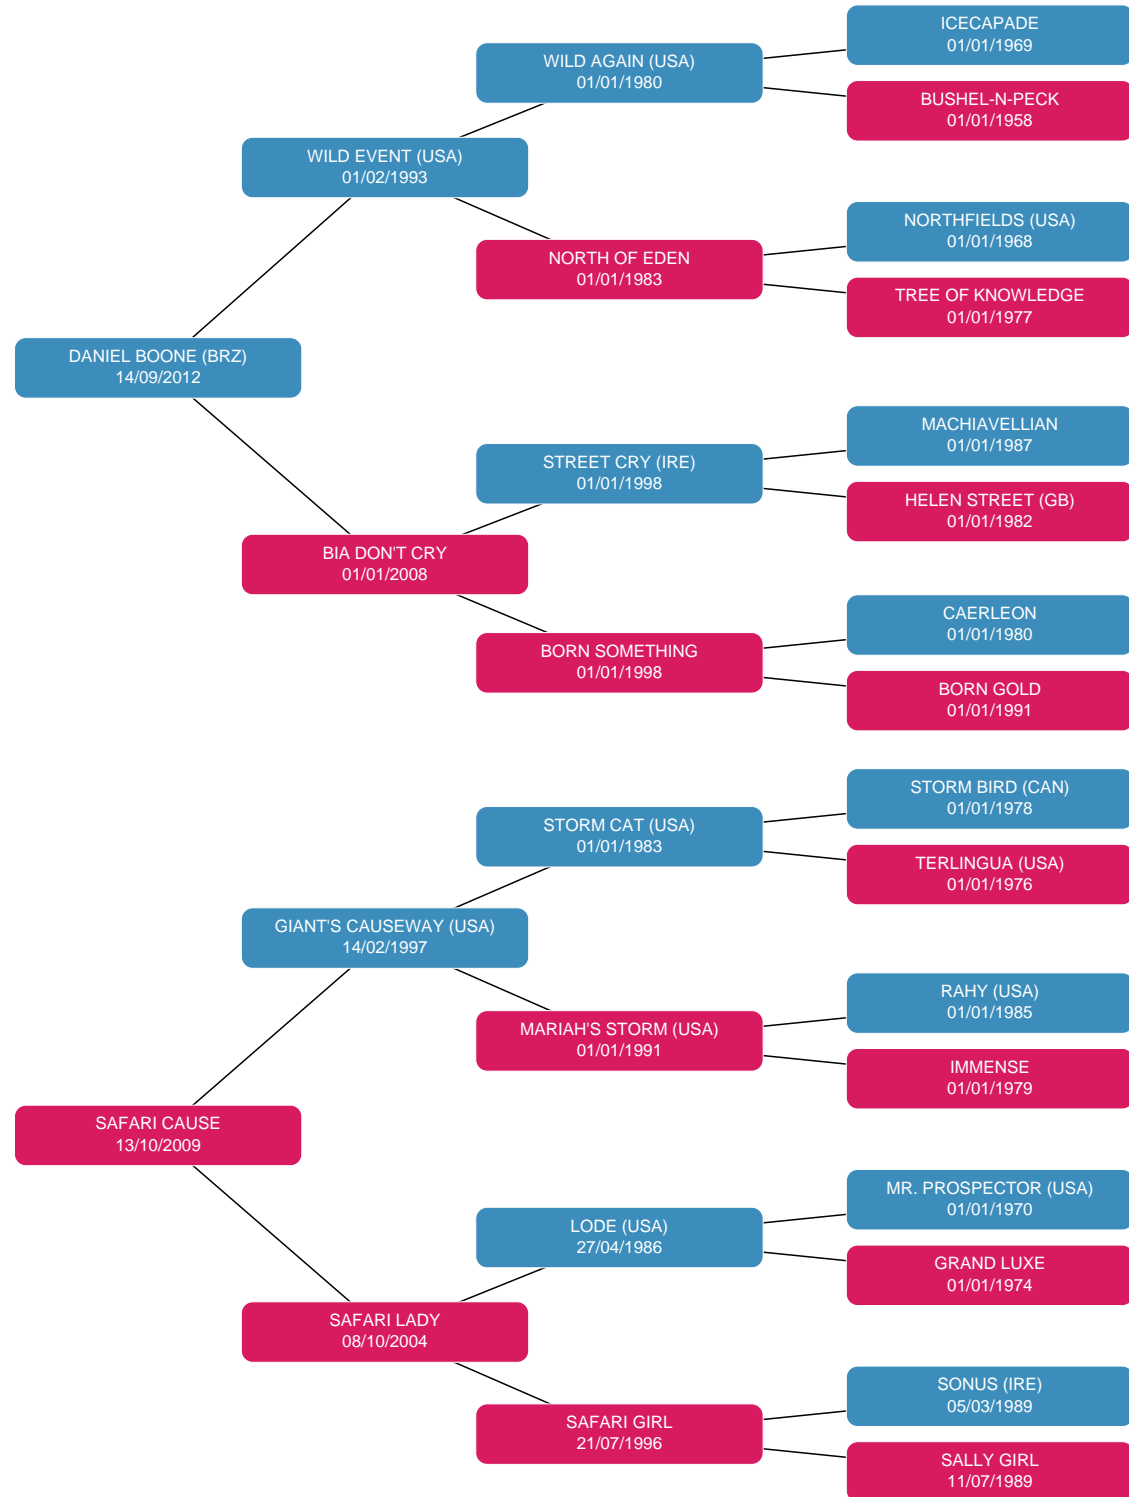 ICECAPADE
01/01/1969
WILD AGAIN (USA)
01/01/1980
BUSHEL-N-PECK
01/01/1958
WILD EVENT (USA)
01/02/1993
NORTHFIELDS (USA)
01/01/1968
NORTH OF EDEN
01/01/1983
TREE OF KNOWLEDGE
01/01/1977
DANIEL BOONE (BRZ)
14/09/2012
MACHIAVELLIAN
01/01/1987
STREET CRY (IRE)
01/01/1998
HELEN STREET (GB)
01/01/1982
BIA DON'T CRY
01/01/2008
CAERLEON
01/01/1980
BORN SOMETHING
01/01/1998
BORN GOLD
01/01/1991
STORM BIRD (CAN)
01/01/1978
STORM CAT (USA)
01/01/1983
TERLINGUA (USA)
01/01/1976
GIANT'S CAUSEWAY (USA)
14/02/1997
RAHY (USA)
01/01/1985
MARIAH'S STORM (USA)
01/01/1991
IMMENSE
01/01/1979
SAFARI CAUSE
13/10/2009
MR. PROSPECTOR (USA)
01/01/1970
LODE (USA)
27/04/1986
GRAND LUXE
01/01/1974
SAFARI LADY
08/10/2004
SONUS (IRE)
05/03/1989
SAFARI GIRL
21/07/1996
SALLY GIRL
11/07/1989